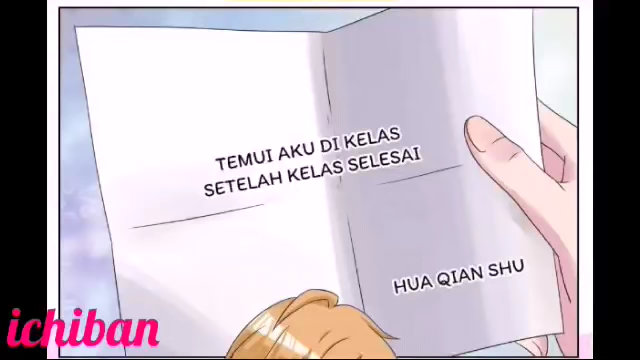 TEMUI AKU DI KELAS
SETELAH KELAS SELESAI
HUA QIAN SHU
ichiban